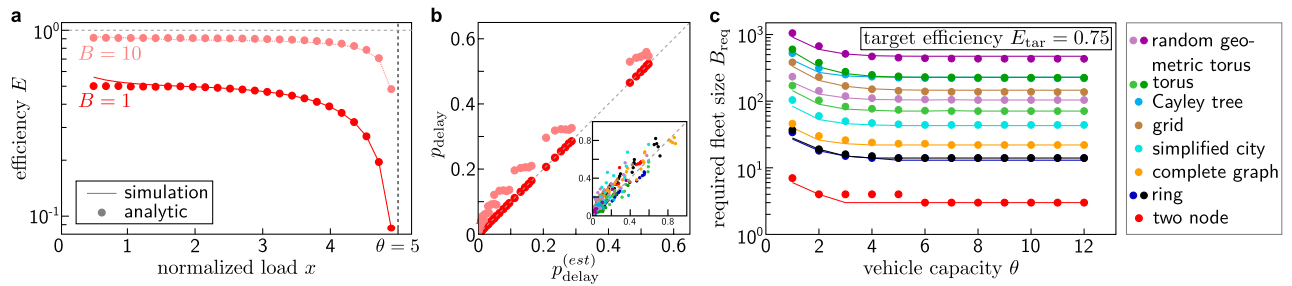 a
10^0
10^-1
efficiency E
B = 10
B = 1
simulation
analytic
0
1
2
3
4
θ = 5
normalized load x
b
0.6
0.4
0.2
0
p_delay
0
0.2
0.4
0.6
p_delay^(est)
0.8
0.4
0
0
0.4
0.8
c
10^3
10^2
10^1
10^0
required fleet size B_req
target efficiency E_tar = 0.75
0
2
4
6
8
10
12
vehicle capacity θ
random geo-
metric torus
torus
Cayley tree
grid
simplified city
complete graph
ring
two node